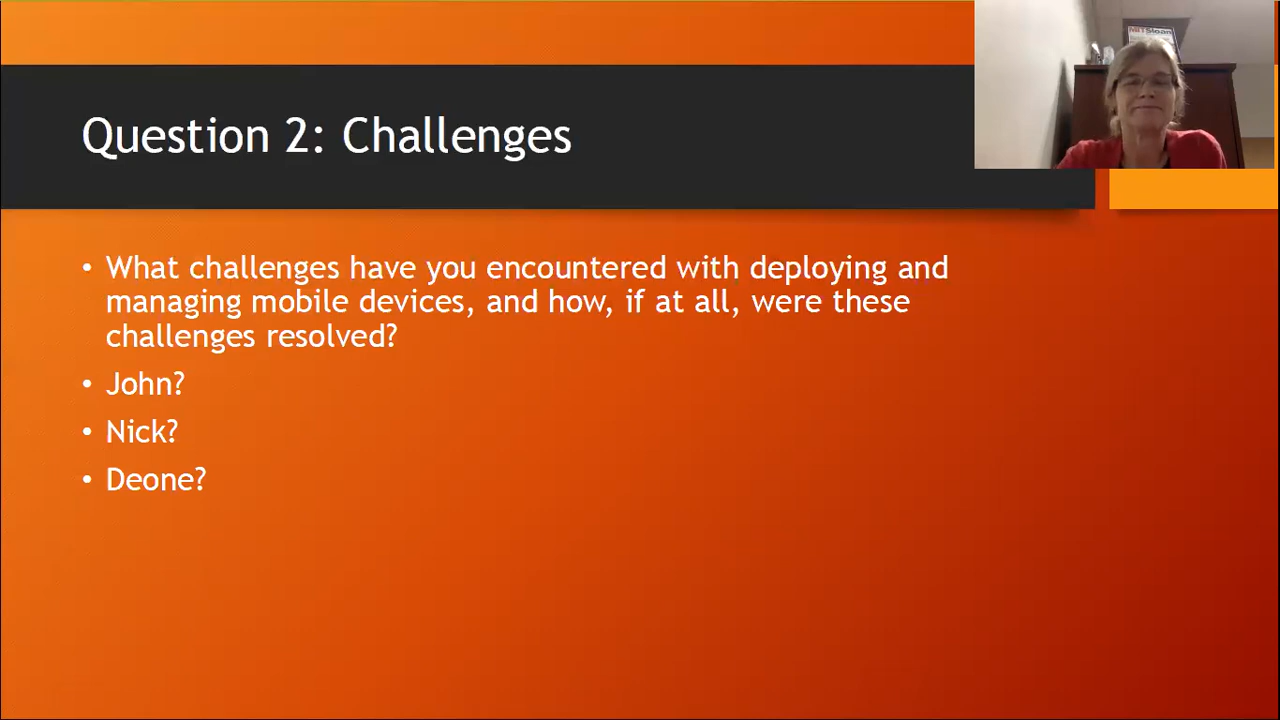 MITSloan
Question 2: Challenges
• What challenges have you encountered with deploying and
managing mobile devices, and how, if at all, were these
challenges resolved?
• John?
• Nick?
• Deone?